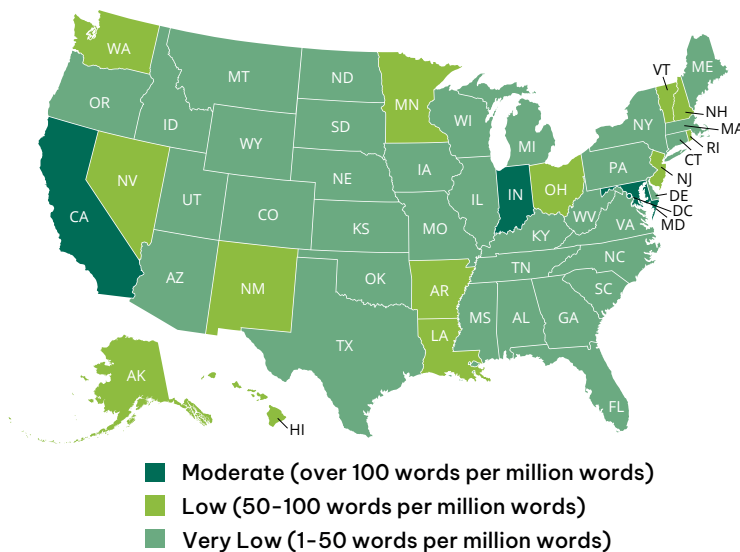 WA
MT
ND
MN
VT
ME
OR
ID
SD
WI
NY
NH
MA
WY
MI
RI
CT
NV
NE
IA
PA
NJ
UT
IL
IN
OH
DE
DC
MD
CA
CO
KS
MO
WV
VA
KY
AZ
NM
OK
AR
TN
NC
SC
TX
LA
MS
AL
GA
AK
FL
HI
Moderate (over 100 words per million words)
Low (50-100 words per million words)
Very Low (1-50 words per million words)